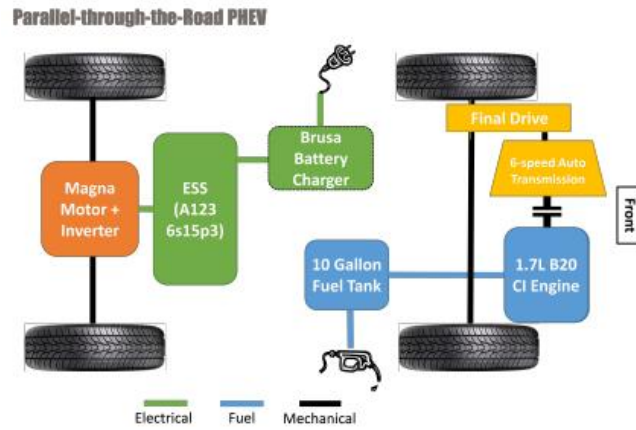 Parallel-through-the-Road PHEV
Final Drive
Brusa
Battery
Charger
6-speed Auto
Transmission
Magna
Motor +
Inverter
ESS
(A123
6s15p3)
Front
10 Gallon
Fuel Tank
1.7L B20
CI Engine
Electrical
Fuel
Mechanical